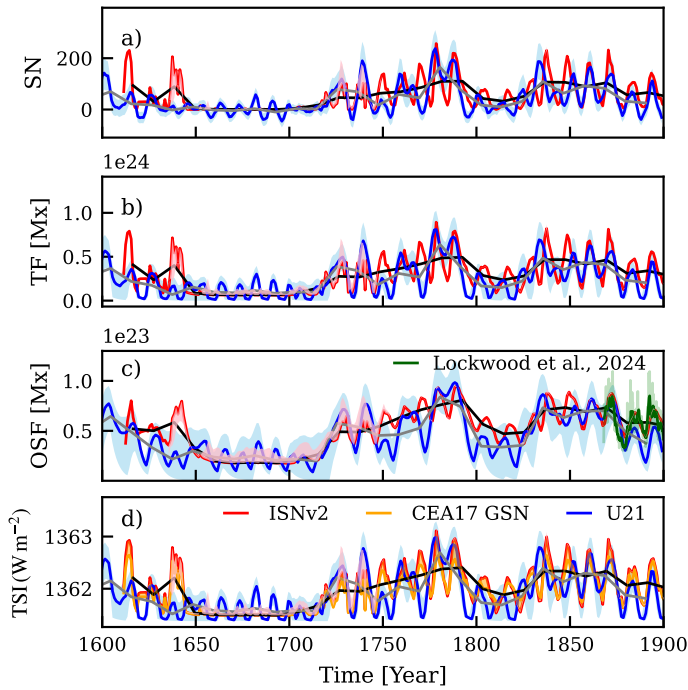 a)
SN
200
0
1e24
b)
TF [Mx]
1.0
0.5
0.0
1e23
c)
Lockwood et al., 2024
OSF [Mx]
1.0
0.5
d)
ISNv2
CEA17 GSN
U21
TSI (W m−2)
1363
1362
1600 1650 1700 1750 1800 1850 1900
Time [Year]